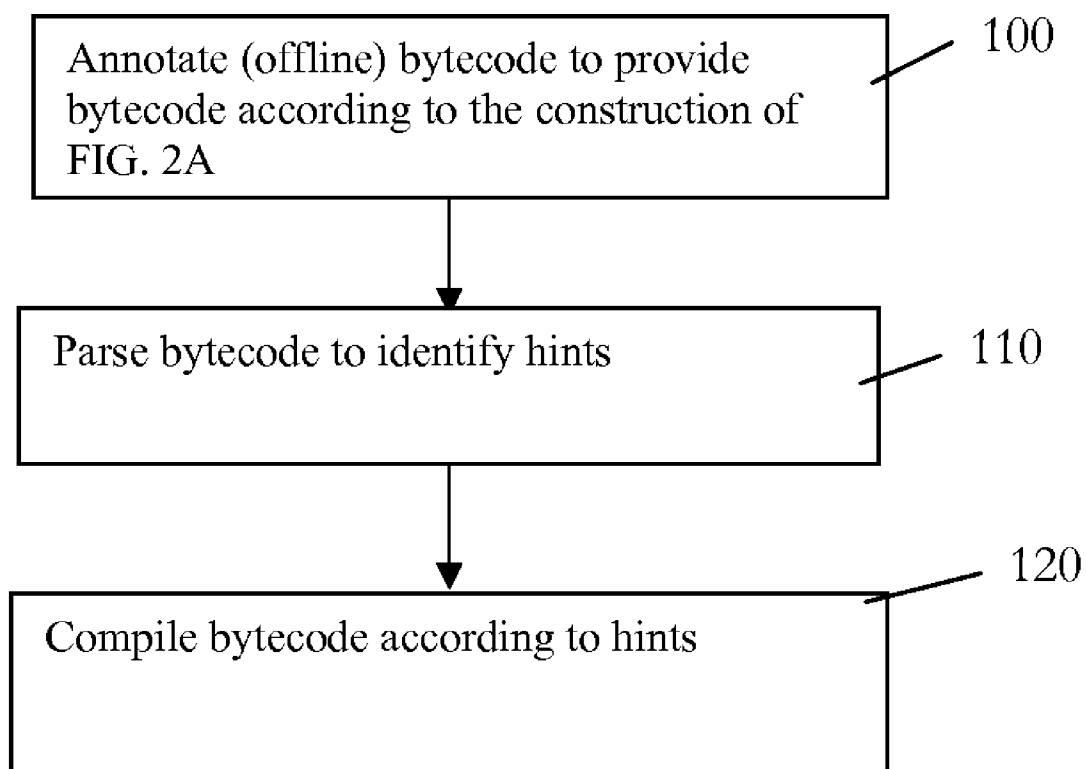 Annotate (offline) bytecode to provide
bytecode according to the construction of
FIG. 2A
100
Parse bytecode to identify hints
110
Compile bytecode according to hints
120